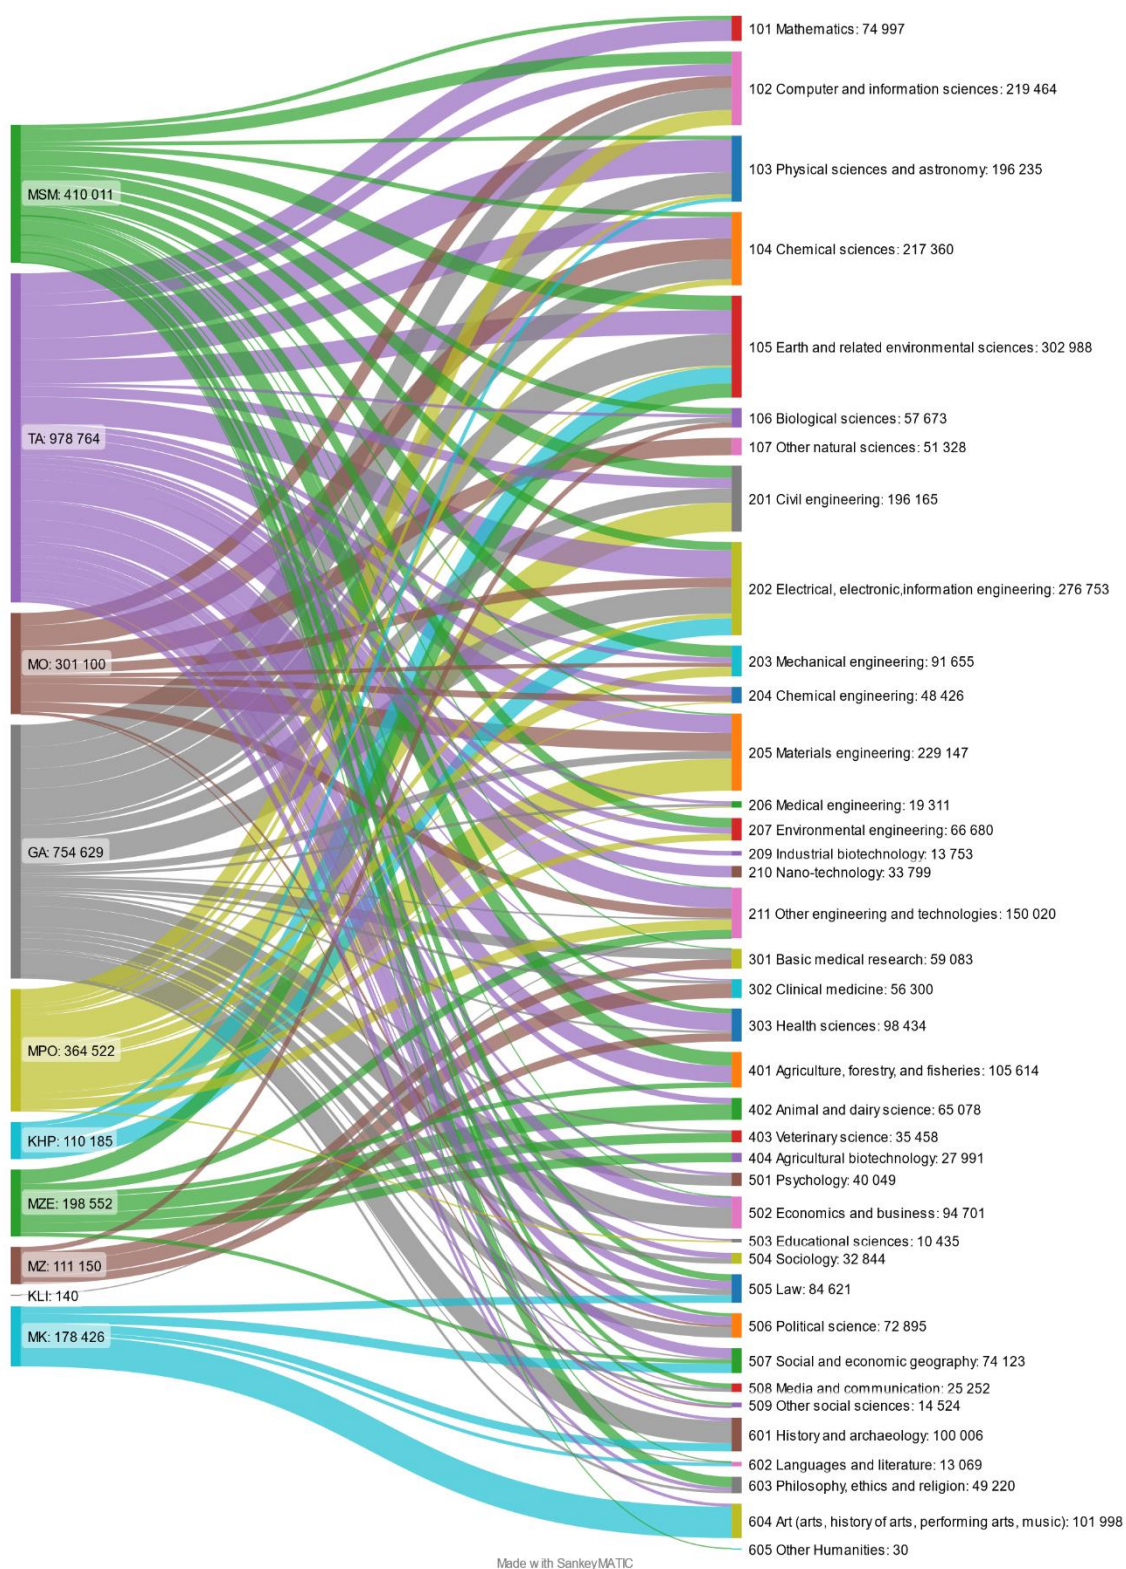 MSM: 410 011
TA: 978 764
MO: 301 100
GA: 754 629
MPO: 364 522
KHP: 110 185
MZE: 198 552
MZ: 111 150
KLI: 140
MK: 178 426
101 Mathematics: 74 997
102 Computer and information sciences: 219 464
103 Physical sciences and astronomy: 196 235
104 Chemical sciences: 217 360
105 Earth and related environmental sciences: 302 988
106 Biological sciences: 57 673
107 Other natural sciences: 51 328
201 Civil engineering: 196 165
202 Electrical, electronic,information engineering: 276 753
203 Mechanical engineering: 91 655
204 Chemical engineering: 48 426
205 Materials engineering: 229 147
206 Medical engineering: 19 311
207 Environmental engineering: 66 680
209 Industrial biotechnology: 13 753
210 Nano-technology: 33 799
211 Other engineering and technologies: 150 020
301 Basic medical research: 59 083
302 Clinical medicine: 56 300
303 Health sciences: 98 434
401 Agriculture, forestry, and fisheries: 105 614
402 Animal and dairy science: 65 078
403 Veterinary science: 35 458
404 Agricultural biotechnology: 27 991
501 Psychology: 40 049
502 Economics and business: 94 701
503 Educational sciences: 10 435
504 Sociology: 32 844
505 Law: 84 621
506 Political science: 72 895
507 Social and economic geography: 74 123
508 Media and communication: 25 252
509 Other social sciences: 14 524
601 History and archaeology: 100 006
602 Languages and literature: 13 069
603 Philosophy, ethics and religion: 49 220
604 Art (arts, history of arts, performing arts, music): 101 998
605 Other Humanities: 30
Made with SankeyMATIC